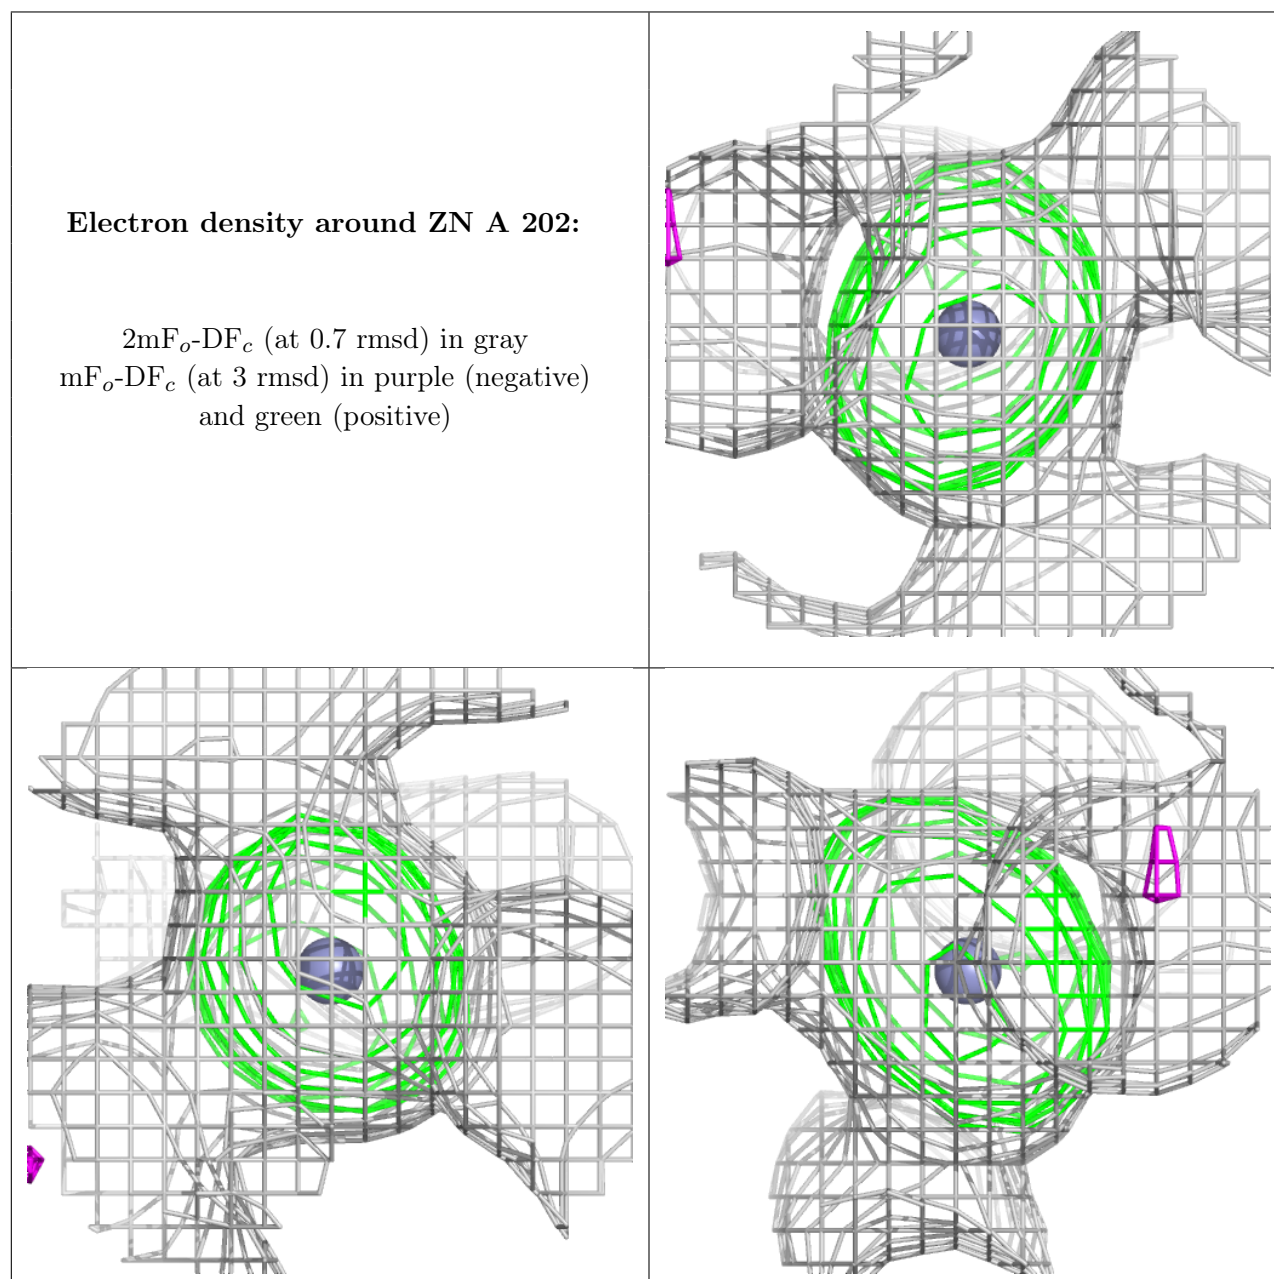 Electron density around ZN A 202:
2mFo-DFc (at 0.7 rmsd) in gray
mFo-DFc (at 3 rmsd) in purple (negative)
and green (positive)